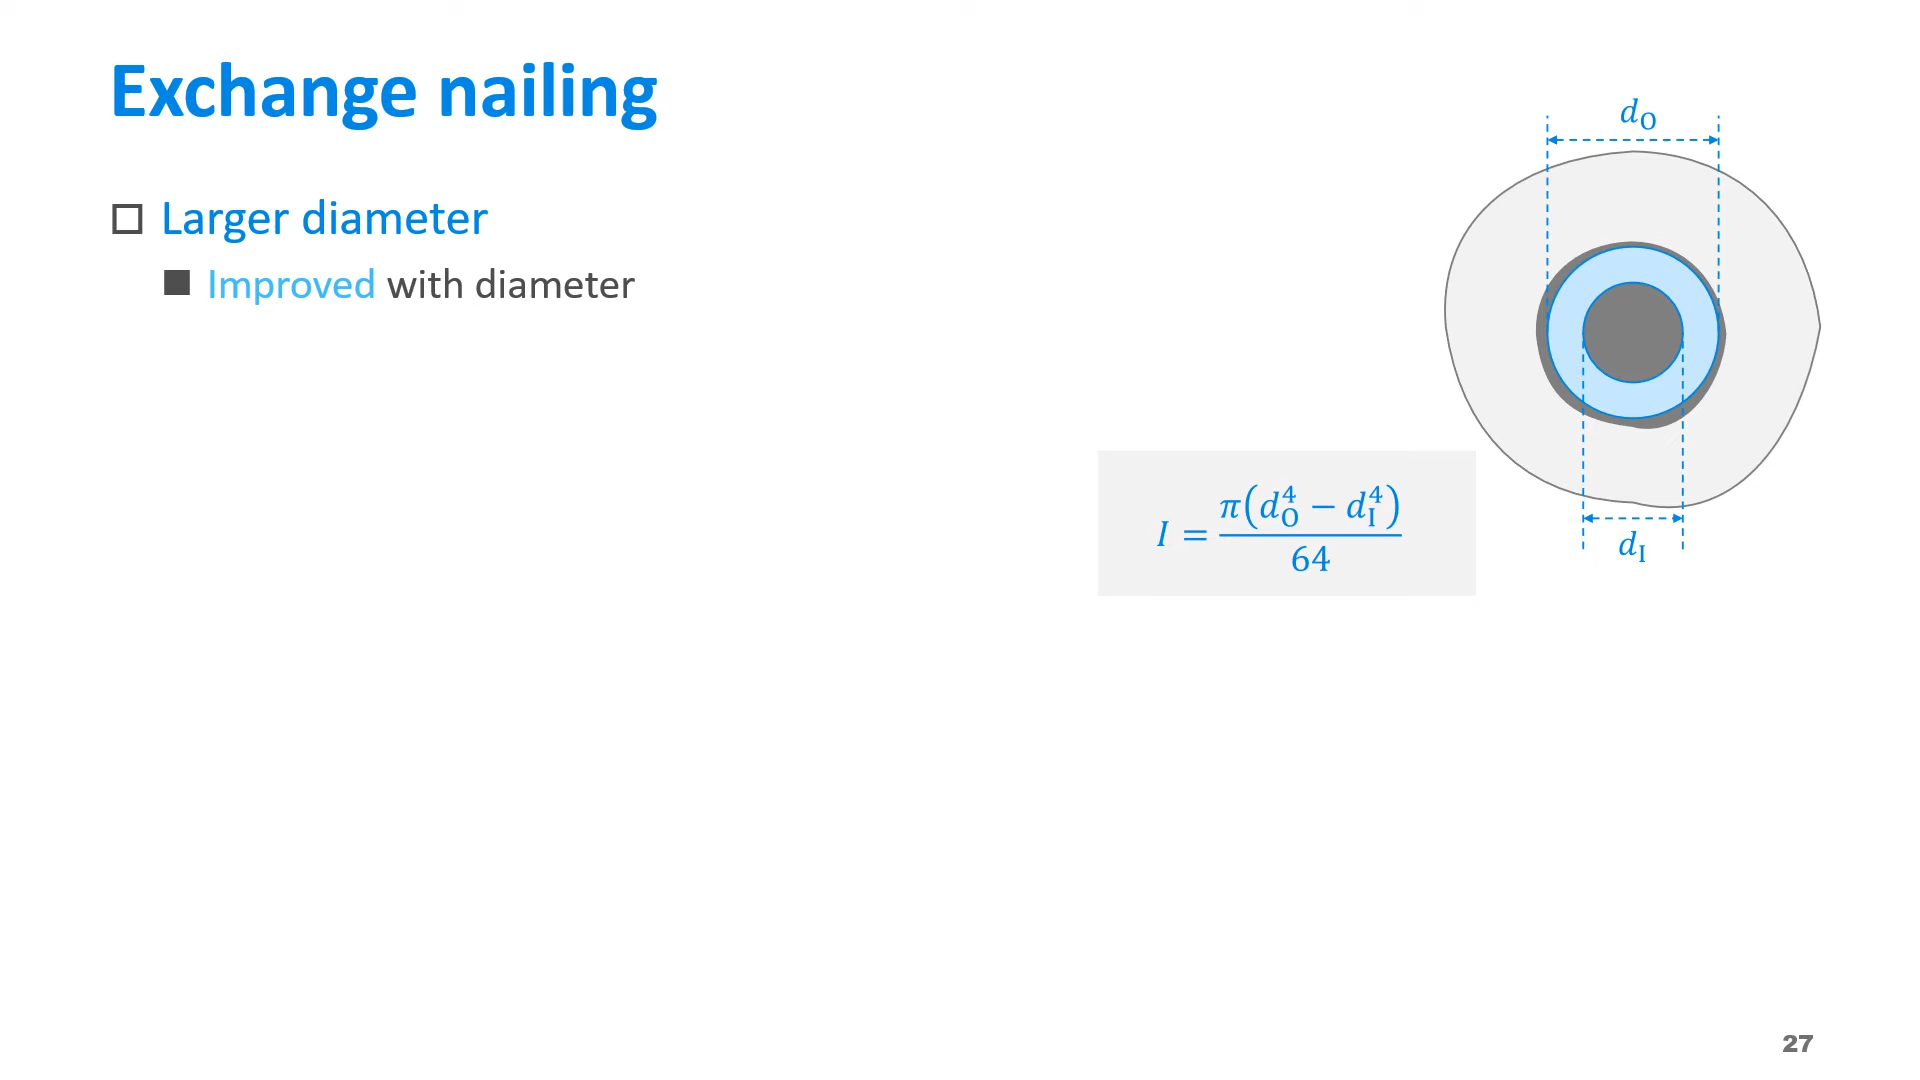 Exchange nailing
Larger diameter
Improved with diameter
d_O
I = π(d_O^4 − d_I^4) / 64
d_I
27